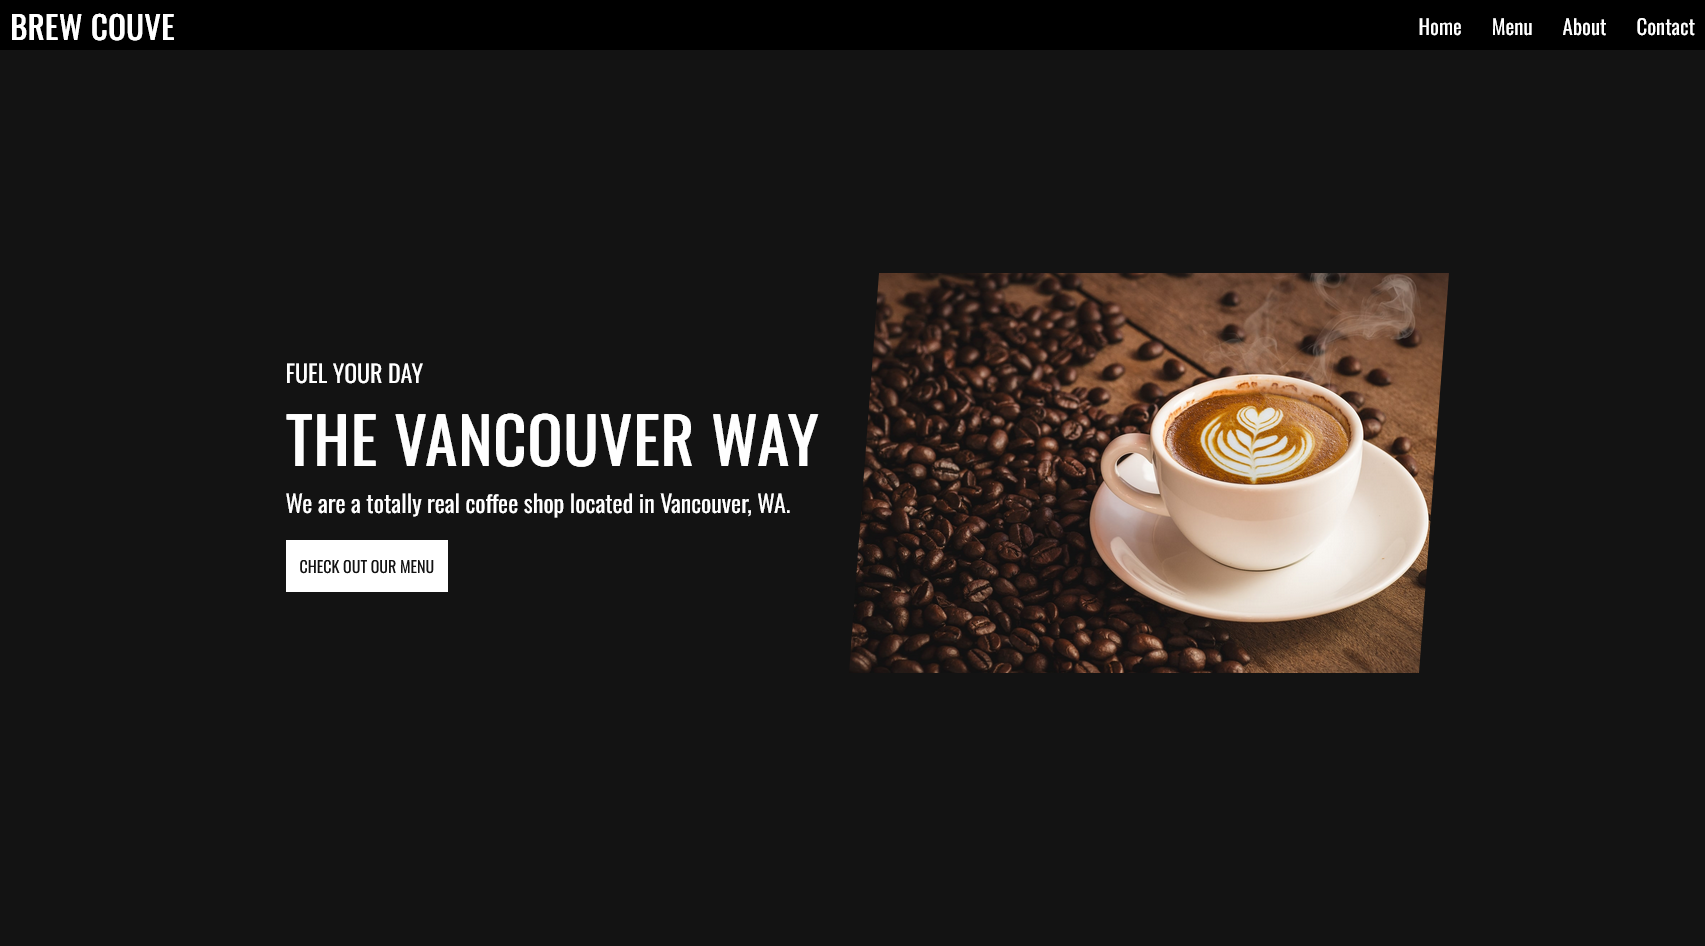 BREW COUVE
Home Menu About Contact
FUEL YOUR DAY
THE VANCOUVER WAY
We are a totally real coffee shop located in Vancouver, WA.
CHECK OUT OUR MENU